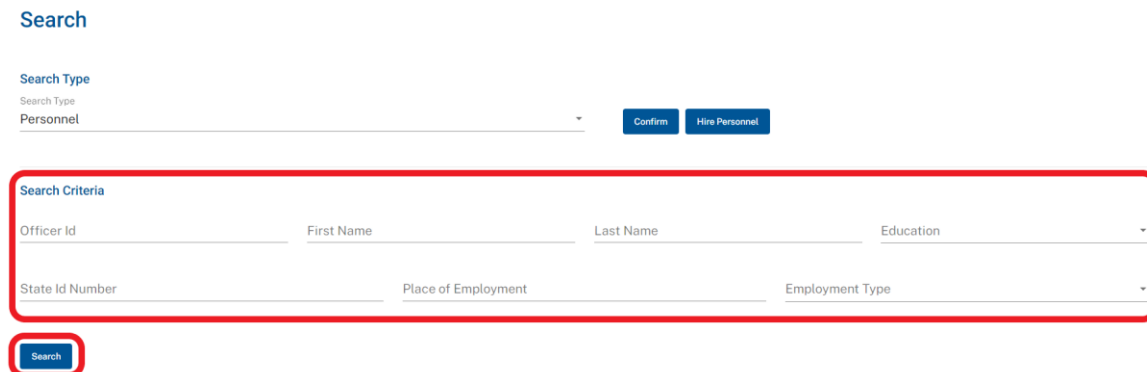 Search
Search Type
Search Type
Personnel
Confirm Hire Personnel
Search Criteria
Officer Id First Name Last Name Education
State Id Number Place of Employment Employment Type
Search